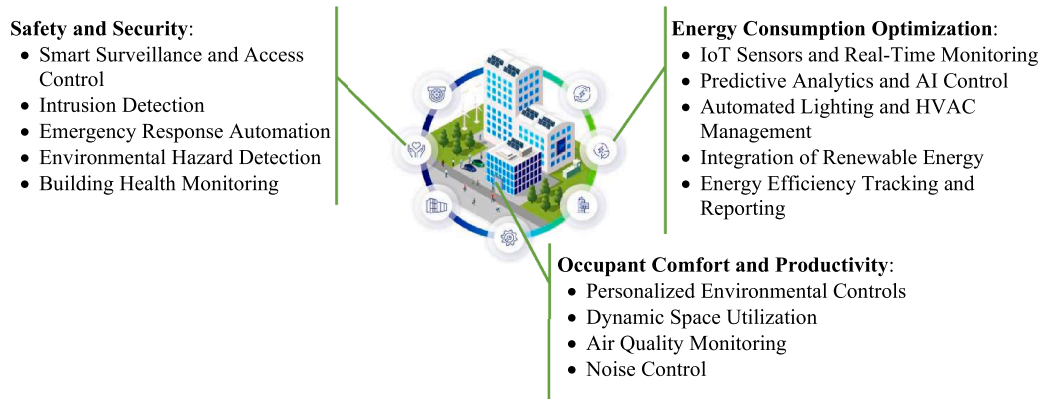 Safety and Security:
• Smart Surveillance and Access
Control
• Intrusion Detection
• Emergency Response Automation
• Environmental Hazard Detection
• Building Health Monitoring
Energy Consumption Optimization:
• IoT Sensors and Real-Time Monitoring
• Predictive Analytics and AI Control
• Automated Lighting and HVAC
Management
• Integration of Renewable Energy
• Energy Efficiency Tracking and
Reporting
Occupant Comfort and Productivity:
• Personalized Environmental Controls
• Dynamic Space Utilization
• Air Quality Monitoring
• Noise Control